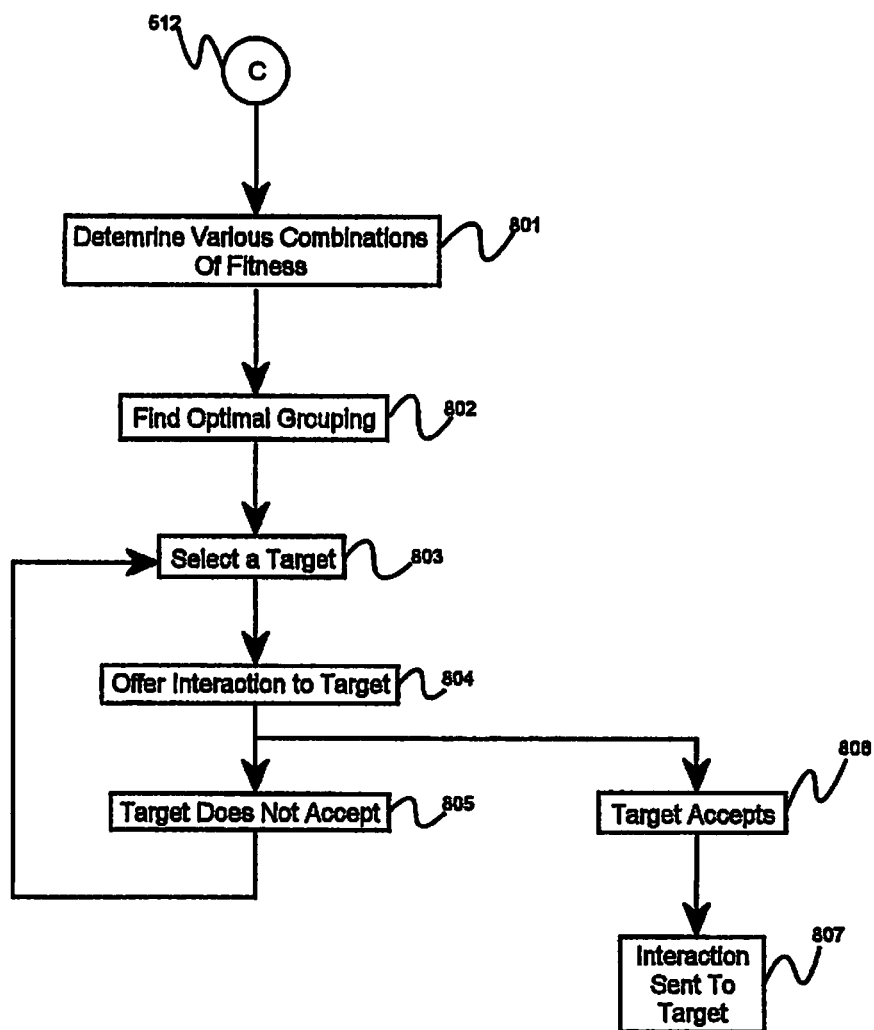 512
C
Detemrine Various Combinations
Of Fitness
801
Find Optimal Grouping
802
Select a Target
803
Offer Interaction to Target
804
Target Does Not Accept
805
Target Accepts
806
Interaction
Sent To
Target
807